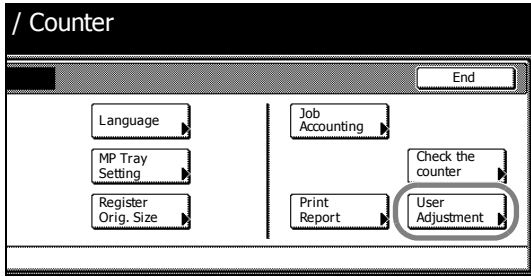 / Counter
End
Language
Job
Accounting
MP Tray
Setting
Check the
counter
Register
Orig. Size
Print
Report
User
Adjustment